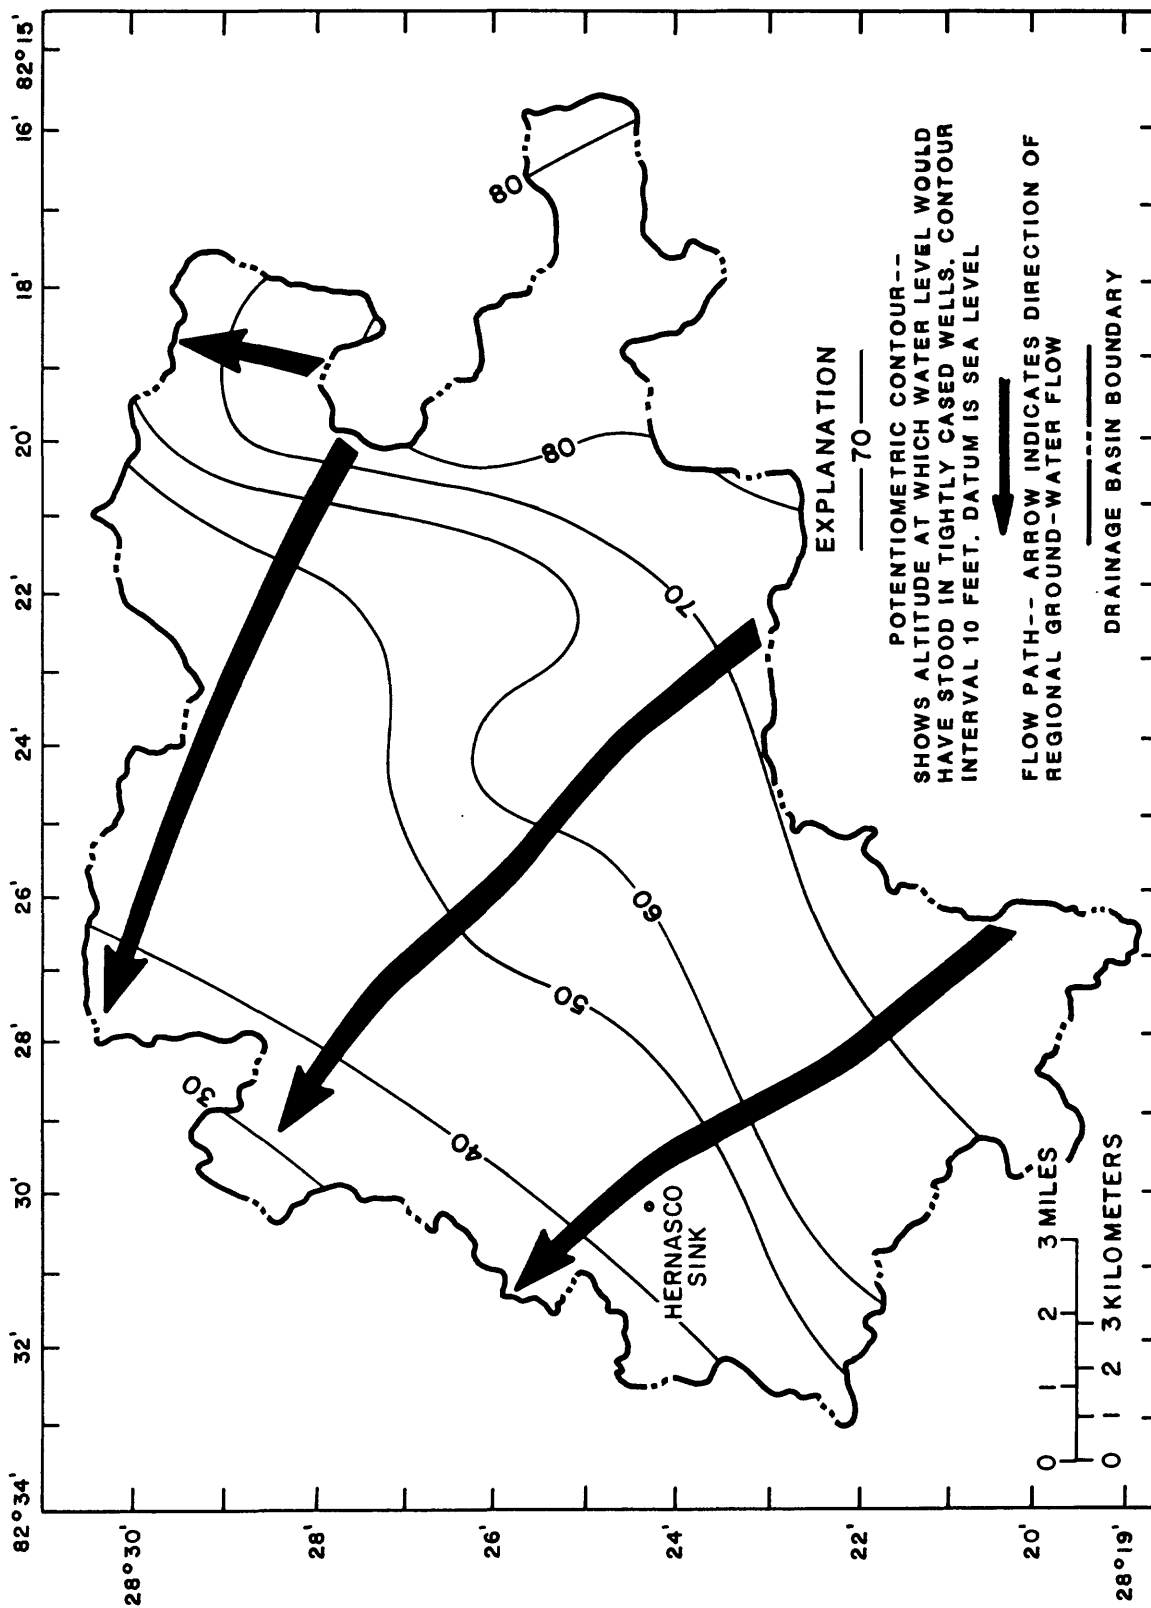 82°34'
32'
30'
28'
26'
24'
22'
20'
18'
16'
82°15'
28°30'
28'
26'
24'
22'
20'
28°19'
80
80
70
60
50
40
30
HERNASCO
SINK
EXPLANATION
70
POTENTIOMETRIC CONTOUR--
SHOWS ALTITUDE AT WHICH WATER LEVEL WOULD
HAVE STOOD IN TIGHTLY CASED WELLS. CONTOUR
INTERVAL 10 FEET. DATUM IS SEA LEVEL
FLOW PATH-- ARROW INDICATES DIRECTION OF
REGIONAL GROUND-WATER FLOW
DRAINAGE BASIN BOUNDARY
0 1 2 3 MILES
0 1 2 3 KILOMETERS